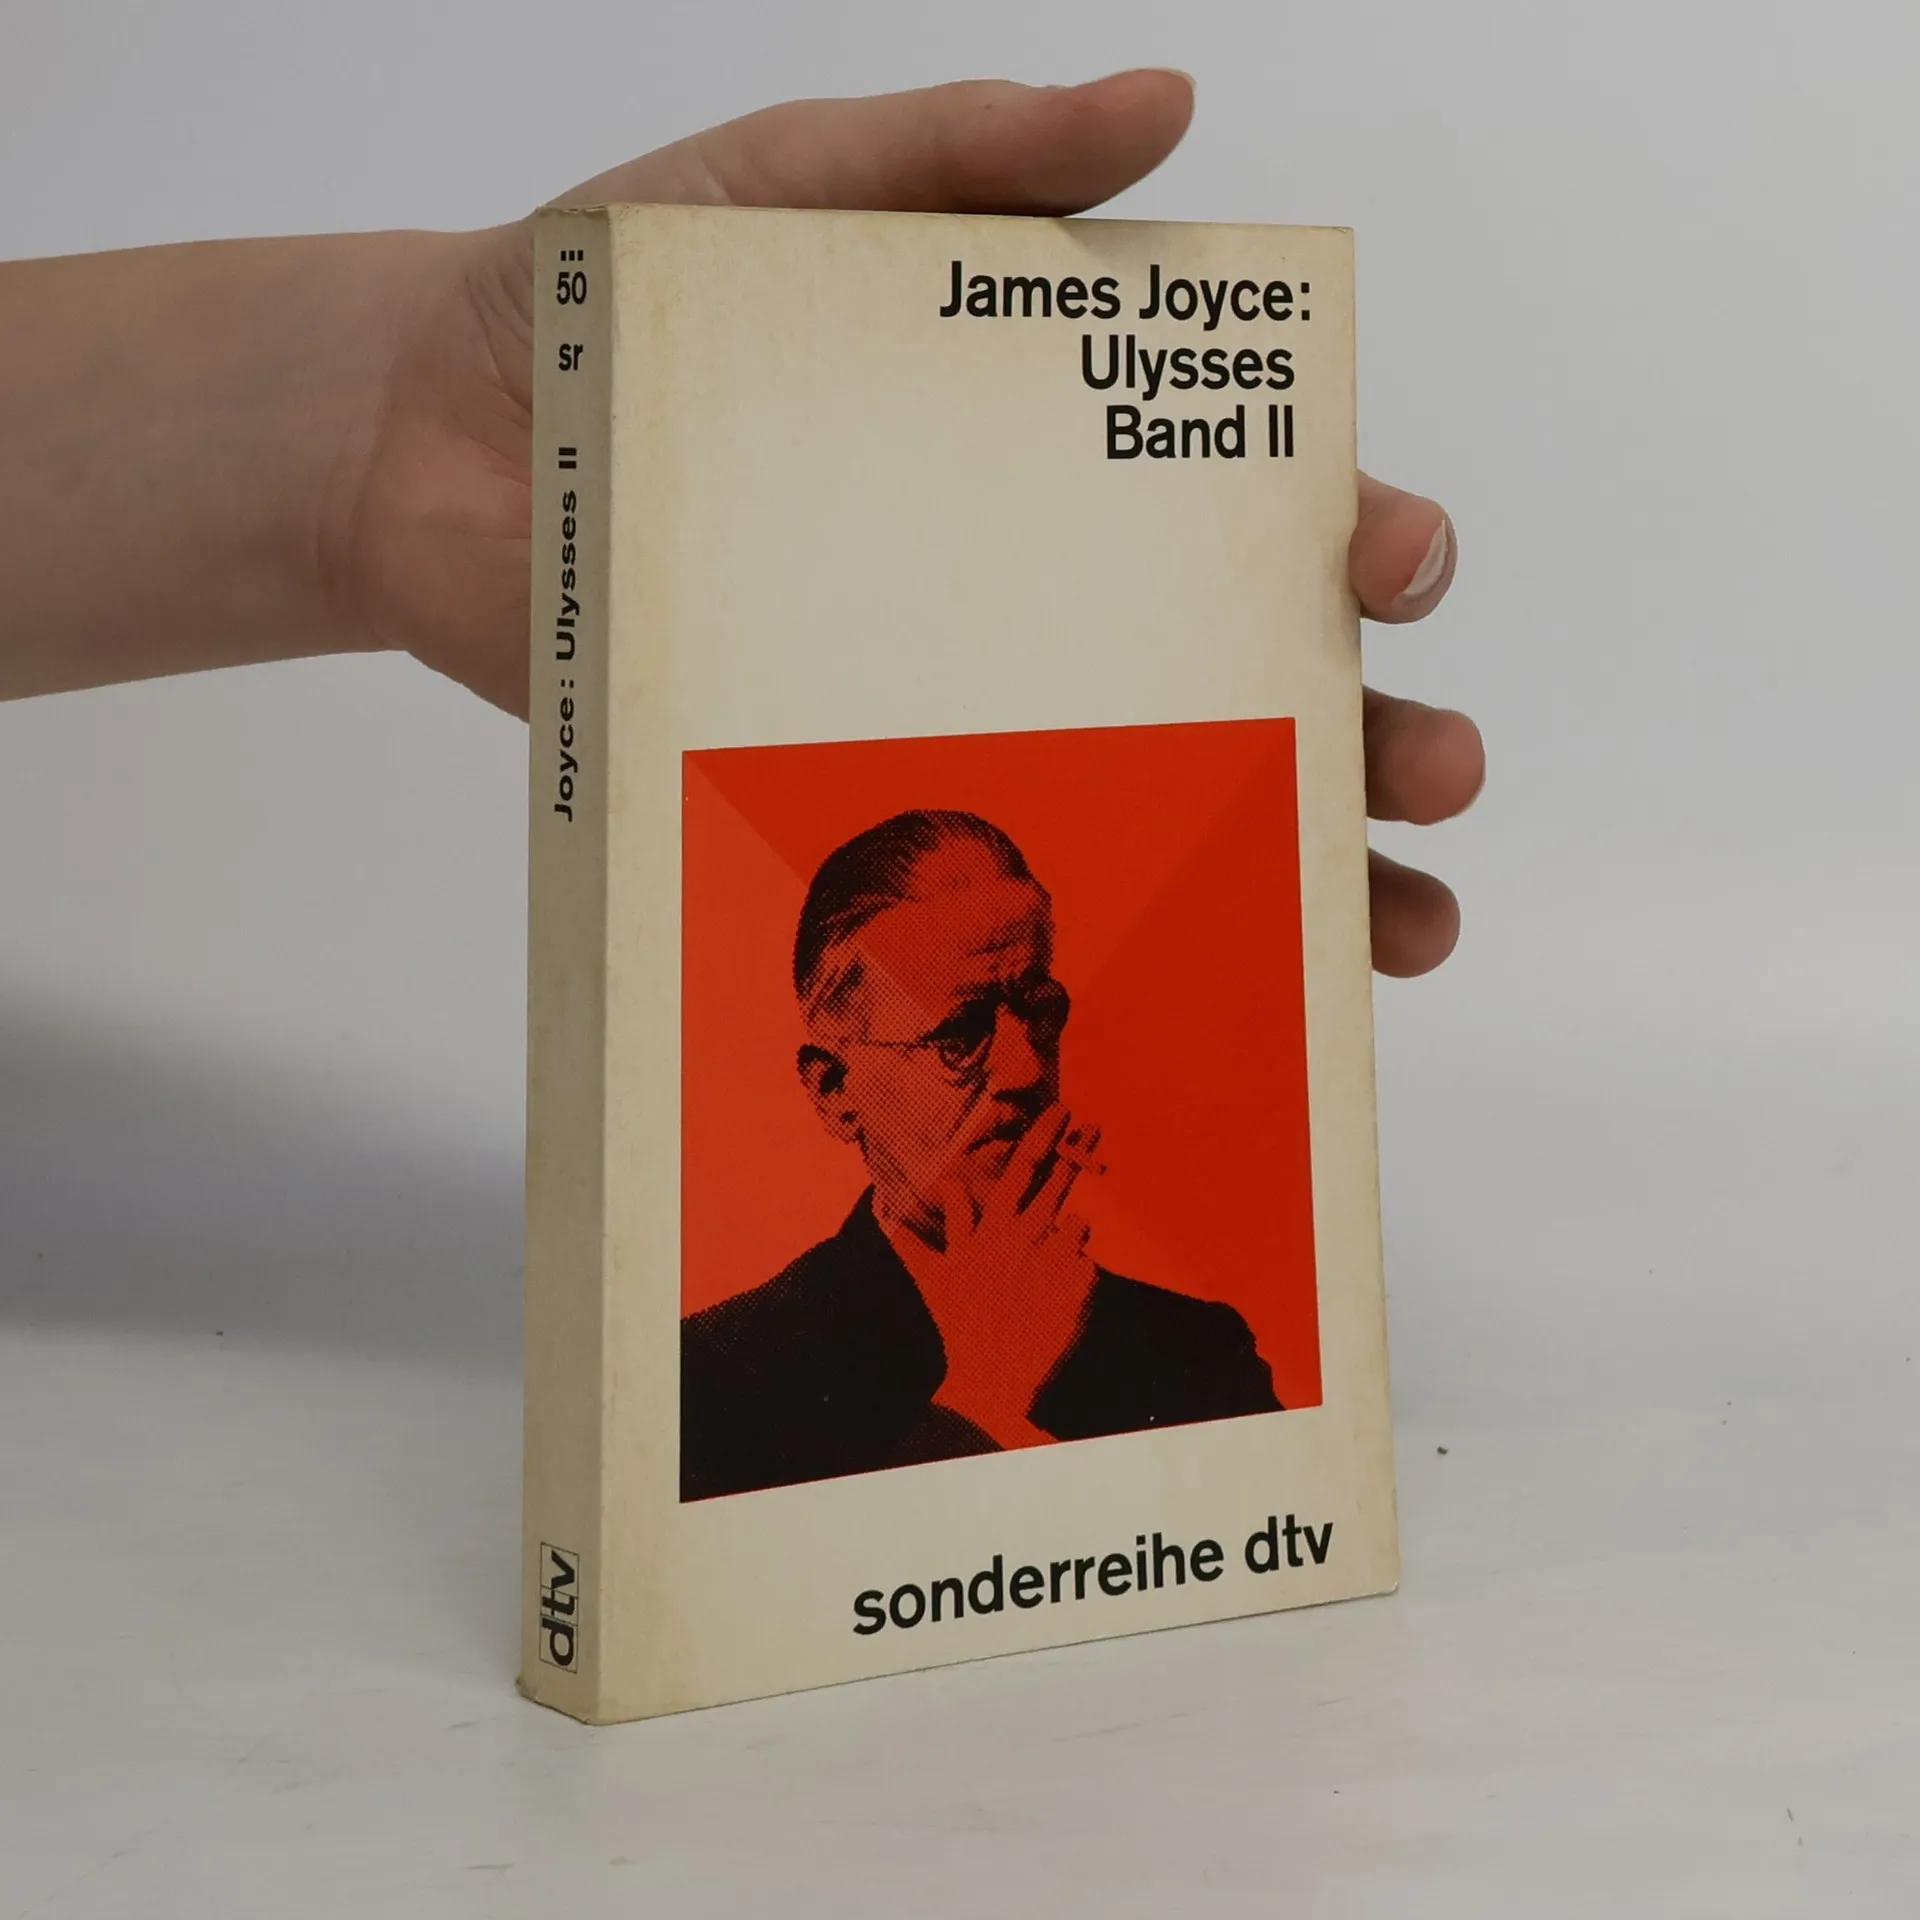 50
sr
Joyce: Ulysses II
dtv
James Joyce:
Ulysses
Band II
sonderreihe dtv